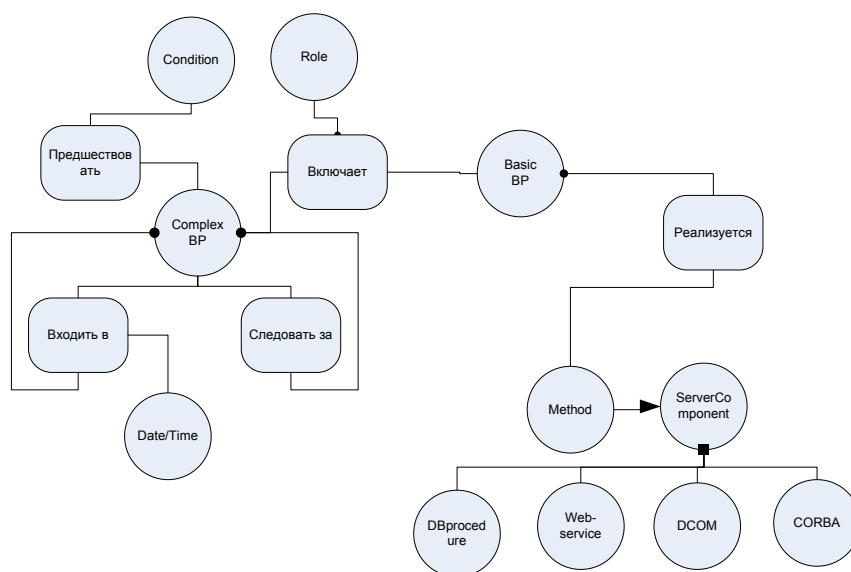 Condition
Role
Предшествов
ать
Включает
Basic
BP
Complex
BP
Реализуется
Входить в
Следовать за
Date/Time
Method
ServerCo
mponent
DBproced
ure
Web-
service
DCOM
CORBA